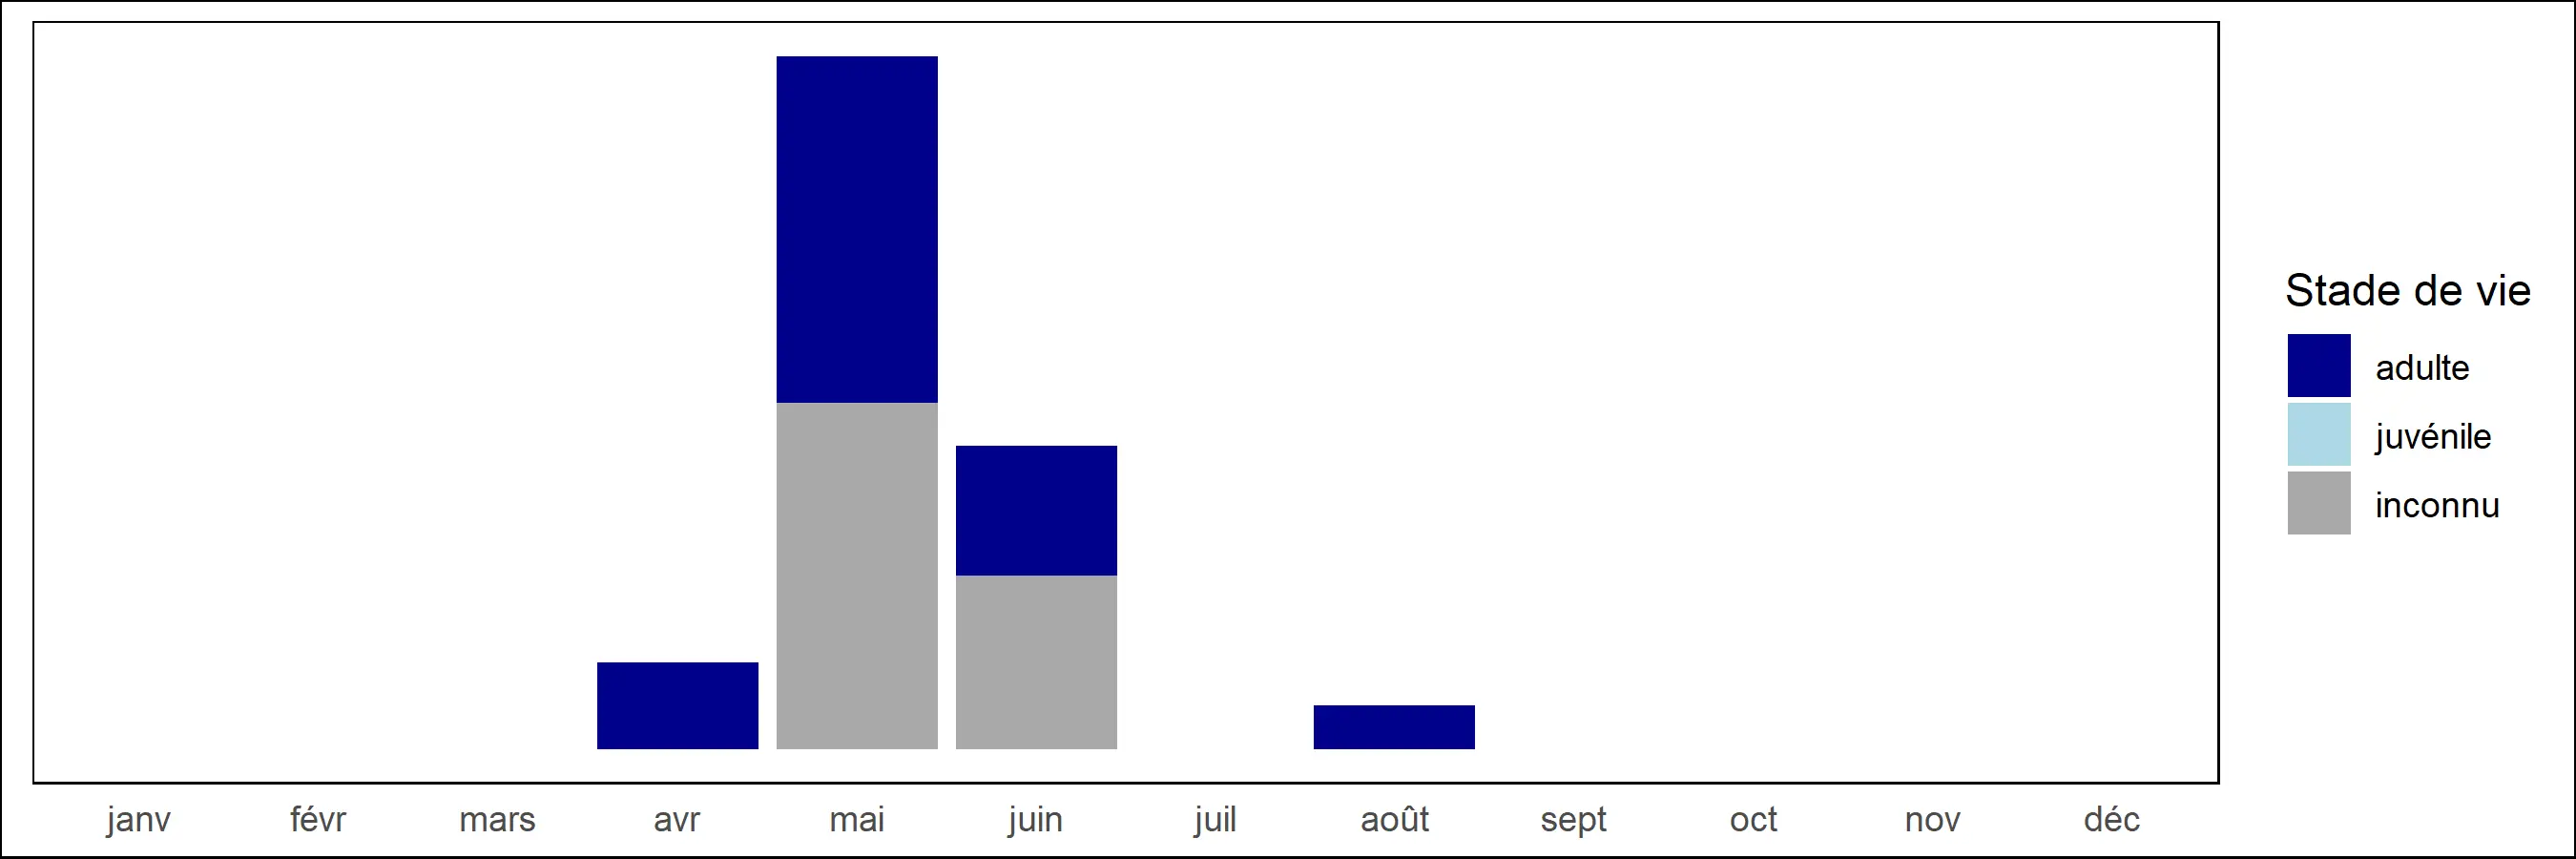 Stade de vie
adulte
juvénile
inconnu
janv févr mars avr mai juin juil août sept oct nov déc